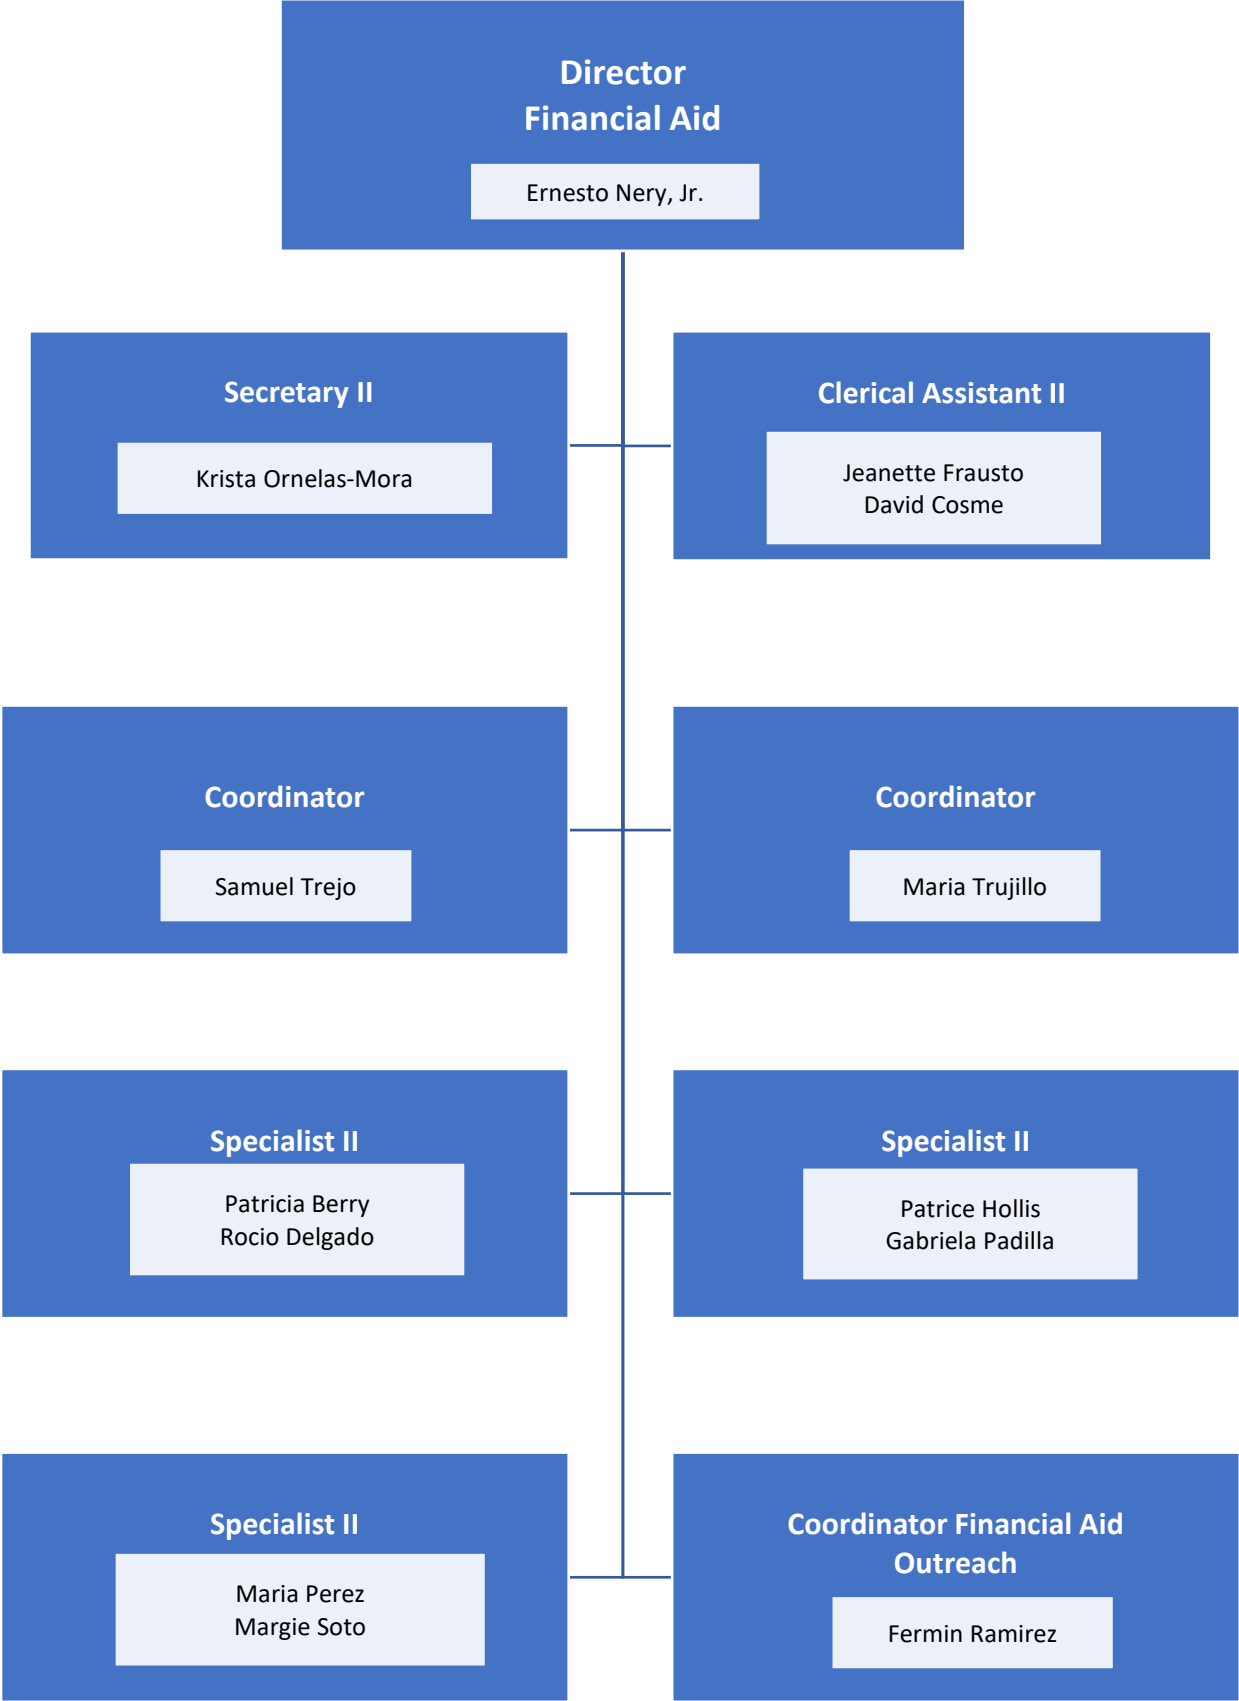 Director
Financial Aid
Ernesto Nery, Jr.
Secretary II
Krista Ornelas-Mora
Clerical Assistant II
Jeanette Frausto
David Cosme
Coordinator
Samuel Trejo
Coordinator
Maria Trujillo
Specialist II
Patricia Berry
Rocio Delgado
Specialist II
Patrice Hollis
Gabriela Padilla
Specialist II
Maria Perez
Margie Soto
Coordinator Financial Aid
Outreach
Fermin Ramirez